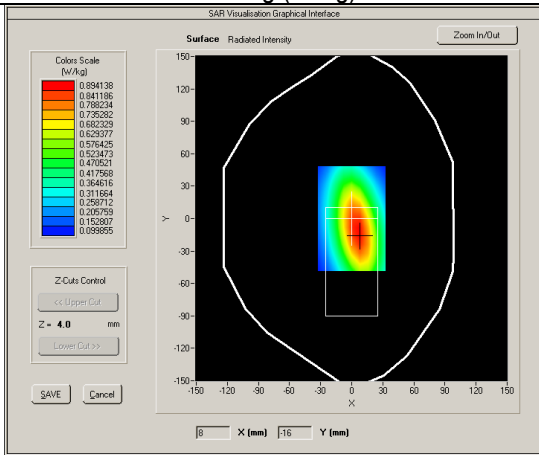 SAR Visualisation Graphical Interface
Surface Radiated Intensity
Zoom In/Out
Colors Scale
(W/kg)
0.894138
0.841186
0.788234
0.735282
0.682329
0.629377
0.576425
0.523473
0.470521
0.417568
0.364616
0.311664
0.258712
0.205759
0.152807
0.099855
Z-Cuts Control
<< Upper Cut
Z = 4.0 mm
Lower Cut >>
SAVE Cancel
150
120
90
60
30
0
-30
-60
-90
-120
-150
Y
-150 -120 -90 -60 -30 0 30 60 90 120 150
X
8 X (mm) -16 Y (mm)